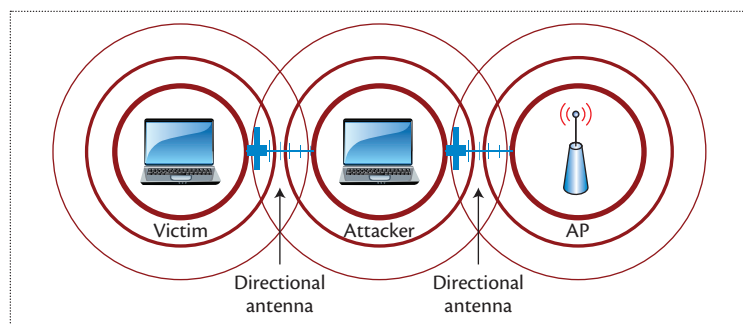 Victim
Attacker
AP
Directional
antenna
Directional
antenna